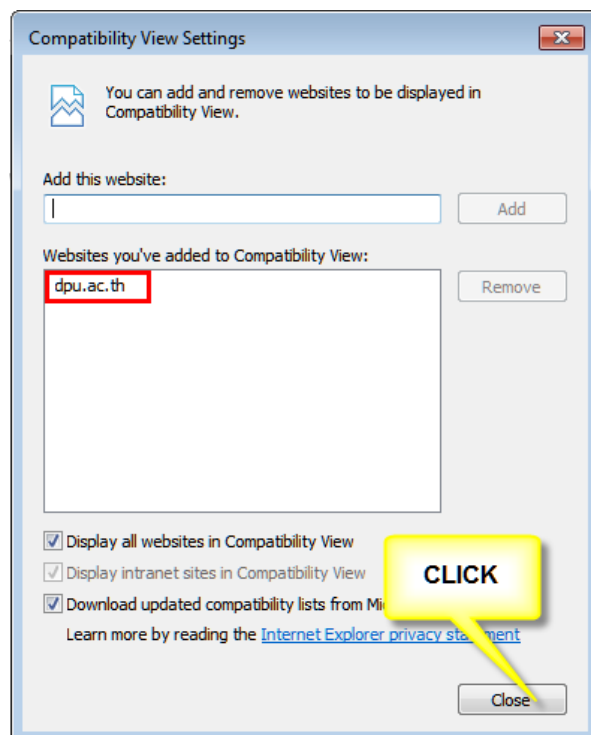 Compatibility View Settings
You can add and remove websites to be displayed in
Compatibility View.
Add this website:
Add
Websites you've added to Compatibility View:
dpu.ac.th
Remove
Display all websites in Compatibility View
Display intranet sites in Compatibility View
CLICK
Download updated compatibility lists from
Learn more by reading the Internet Explorer privacy statement
Close